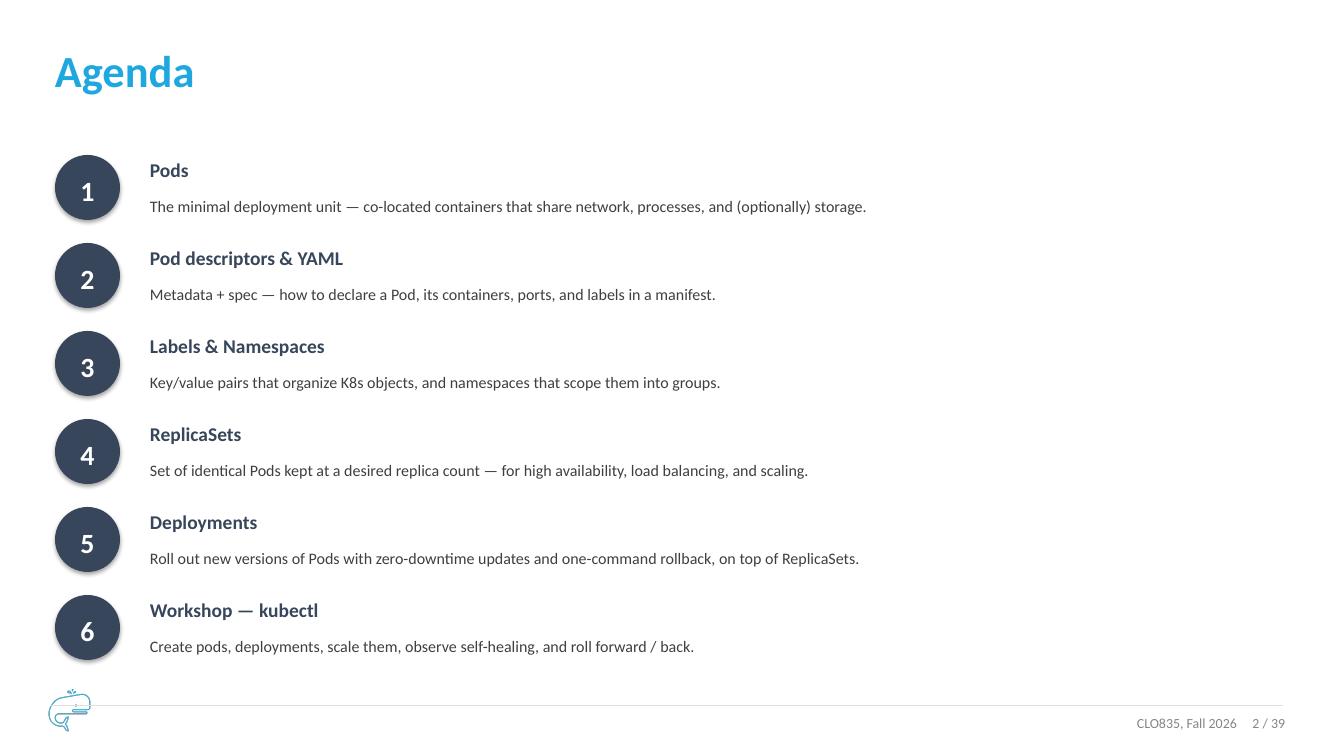 Agenda
1
Pods
The minimal deployment unit — co-located containers that share network, processes, and (optionally) storage.
2
Pod descriptors & YAML
Metadata + spec — how to declare a Pod, its containers, ports, and labels in a manifest.
3
Labels & Namespaces
Key/value pairs that organize K8s objects, and namespaces that scope them into groups.
4
ReplicaSets
Set of identical Pods kept at a desired replica count — for high availability, load balancing, and scaling.
5
Deployments
Roll out new versions of Pods with zero-downtime updates and one-command rollback, on top of ReplicaSets.
6
Workshop — kubectl
Create pods, deployments, scale them, observe self-healing, and roll forward / back.
CLO835, Fall 2026 2 / 39